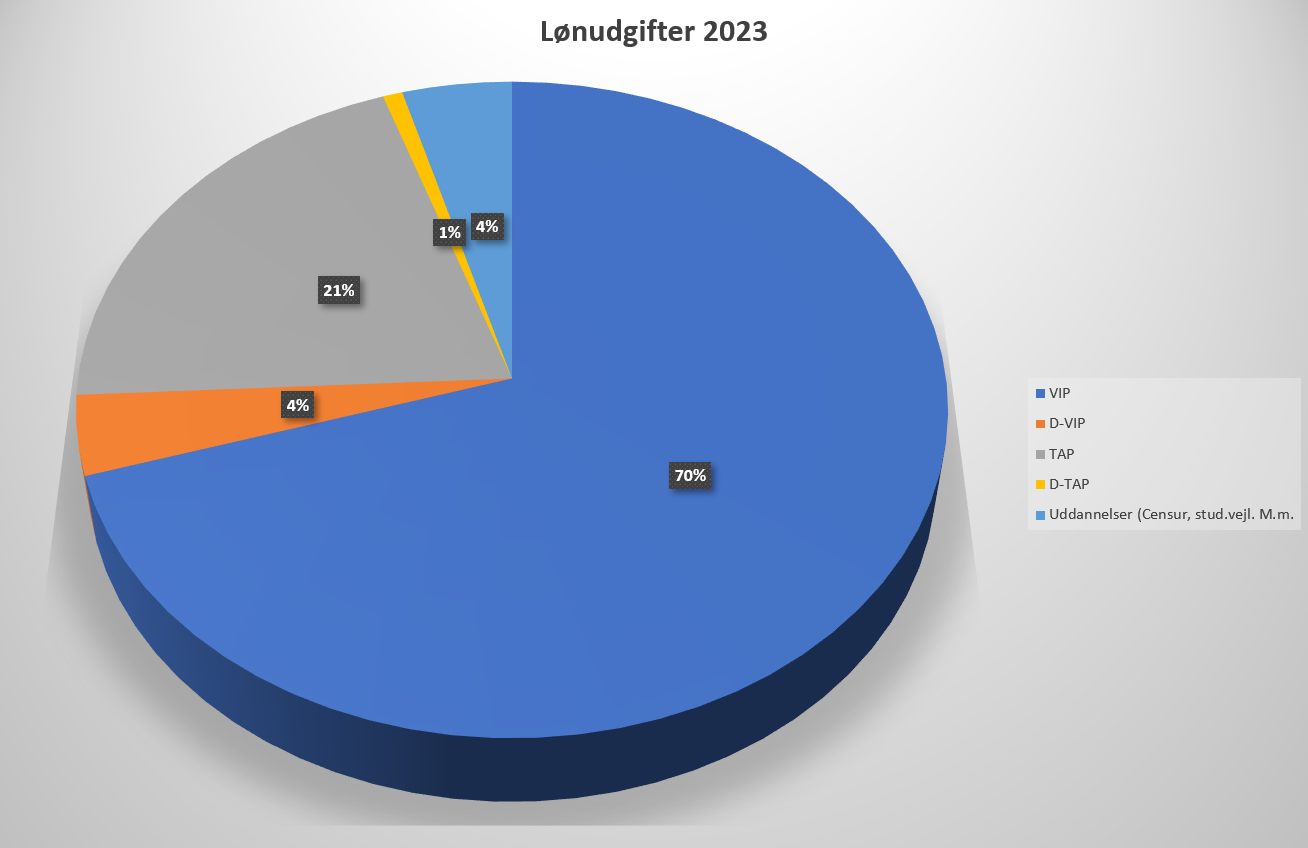 Lønudgifter 2023
1%
4%
21%
4%
70%
VIP
D-VIP
TAP
D-TAP
Uddannelser (Censur, stud.vejl. M.m.